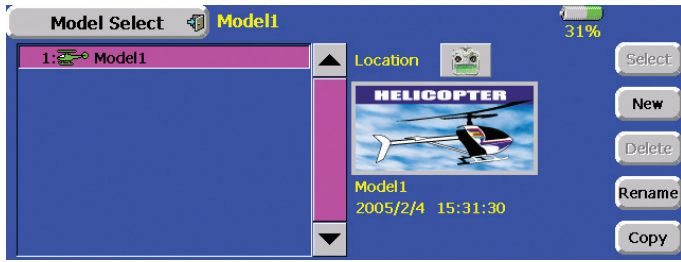 Model Select Model1
31%
1: Model1
Location
HELICOPTER
Model1
2005/2/4 15:31:30
Select
New
Delete
Rename
Copy